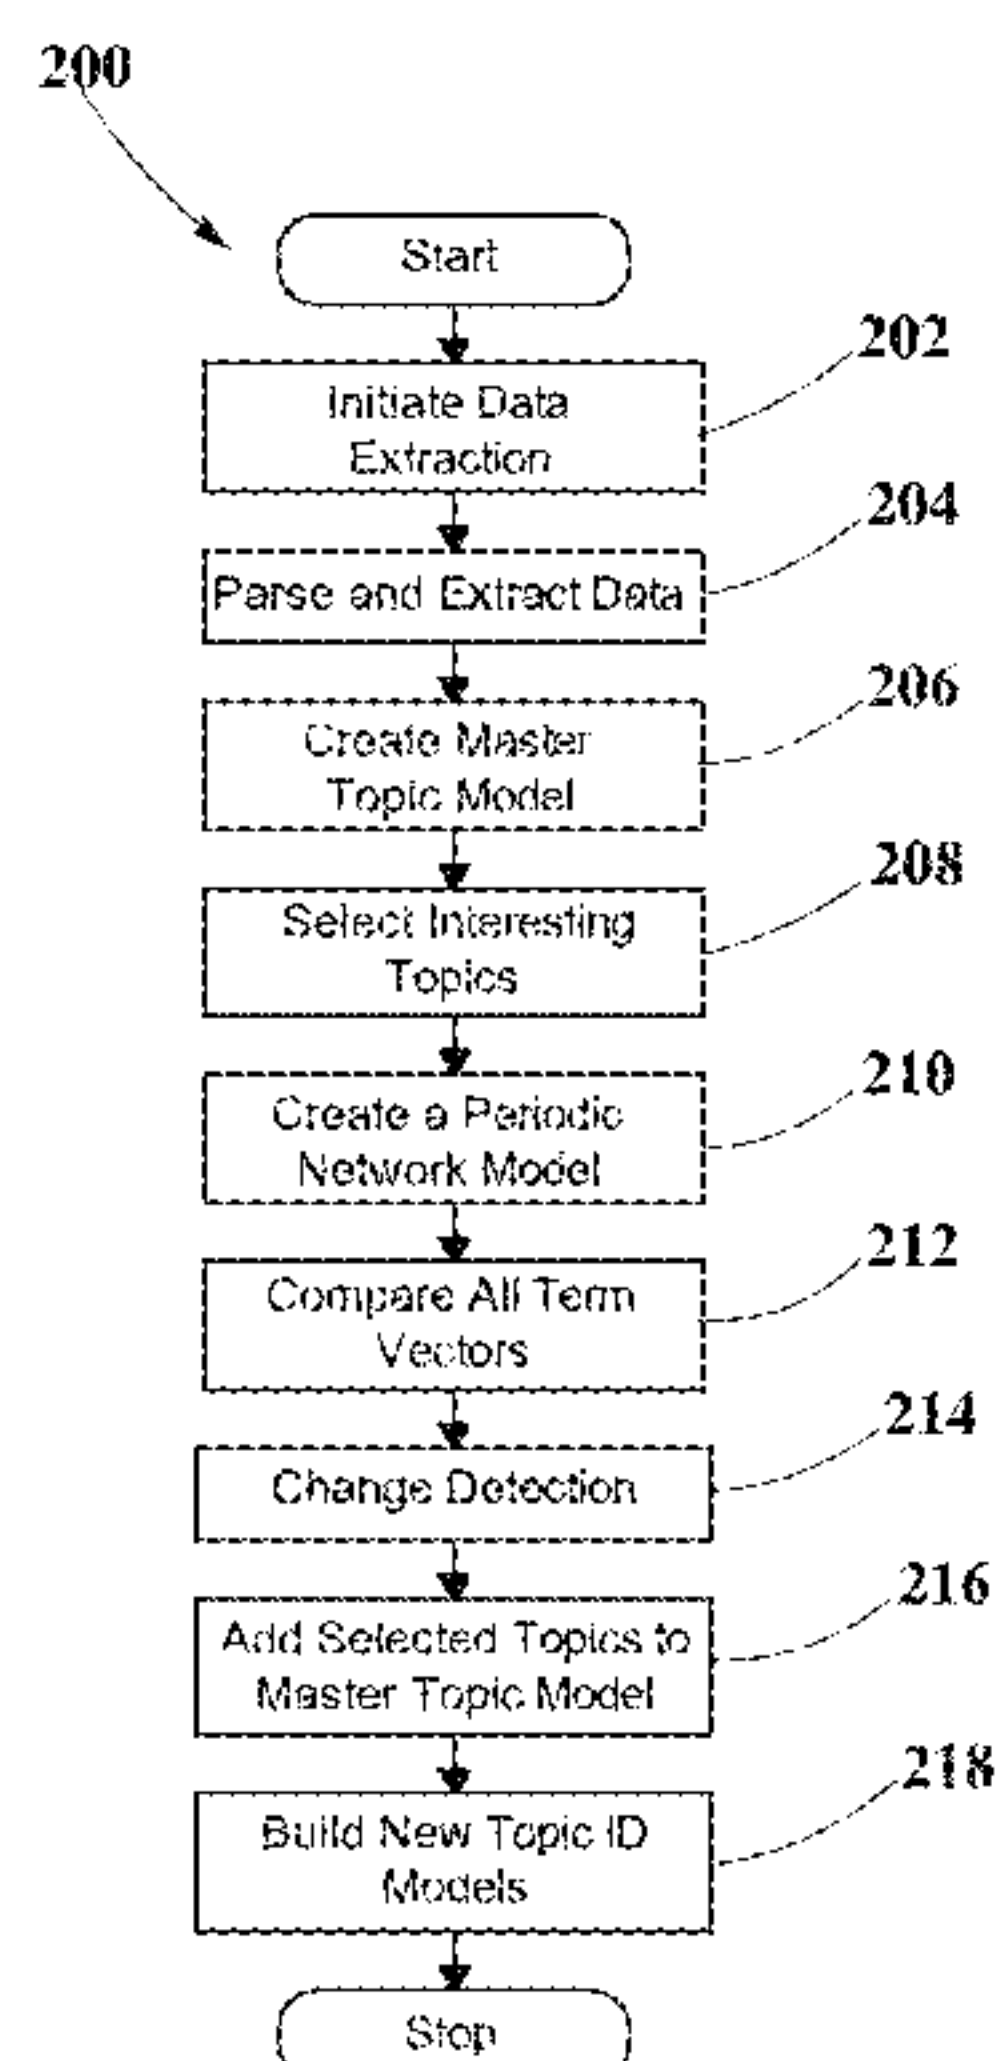 200
Start
202
Initiate Data
Extraction
204
Parse and Extract Data
206
Create Master
Topic Model
208
Select Interesting
Topics
210
Create a Periodic
Network Model
212
Compare All Term
Vectors
214
Change Detection
216
Add Selected Topics to
Master Topic Model
218
Build New Topic ID
Models
Stop